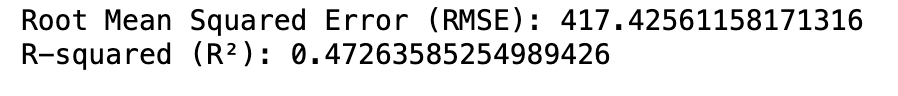 Root Mean Squared Error (RMSE): 417.42561158171316
R-squared (R²): 0.47263585254989426